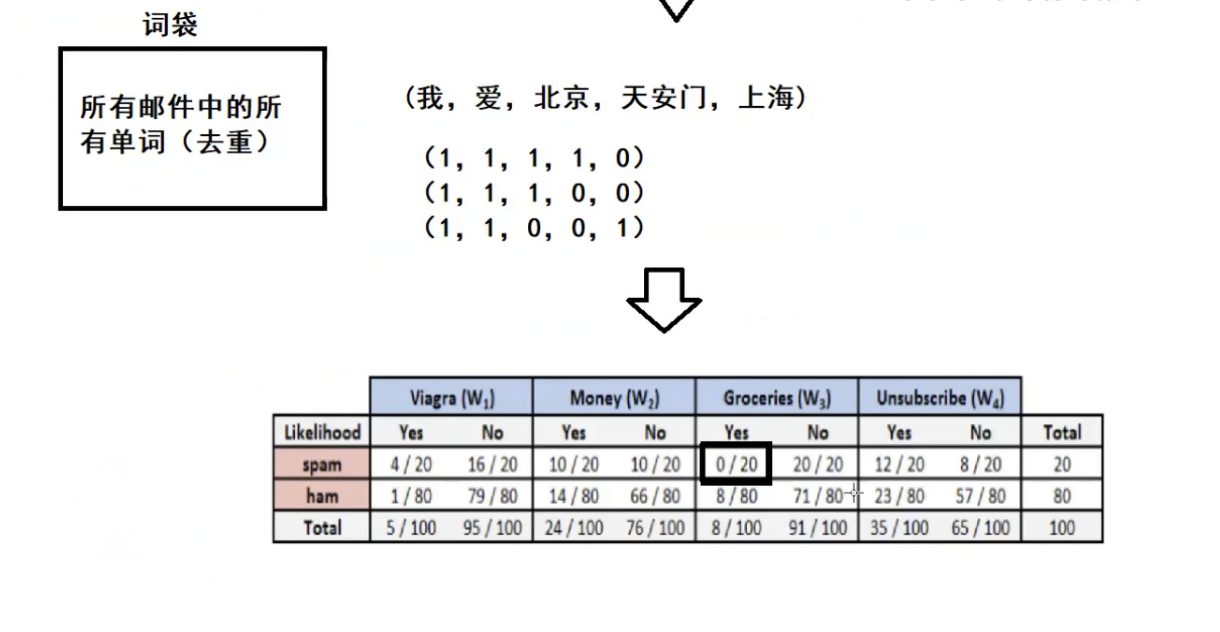 词袋
所有邮件中的所
有单词（去重）
(我, 爱, 北京, 天安门, 上海)
(1, 1, 1, 1, 0)
(1, 1, 1, 0, 0)
(1, 1, 0, 0, 1)
Viagra (W₁) Money (W₂) Groceries (W₃) Unsubscribe (W₄)
Likelihood Yes No Yes No Yes No Yes No Total
spam 4 / 20 16 / 20 10 / 20 10 / 20 0 / 20 20 / 20 12 / 20 8 / 20 20
ham 1 / 80 79 / 80 14 / 80 66 / 80 8 / 80 71 / 80 23 / 80 57 / 80 80
Total 5 / 100 95 / 100 24 / 100 76 / 100 8 / 100 91 / 100 35 / 100 65 / 100 100